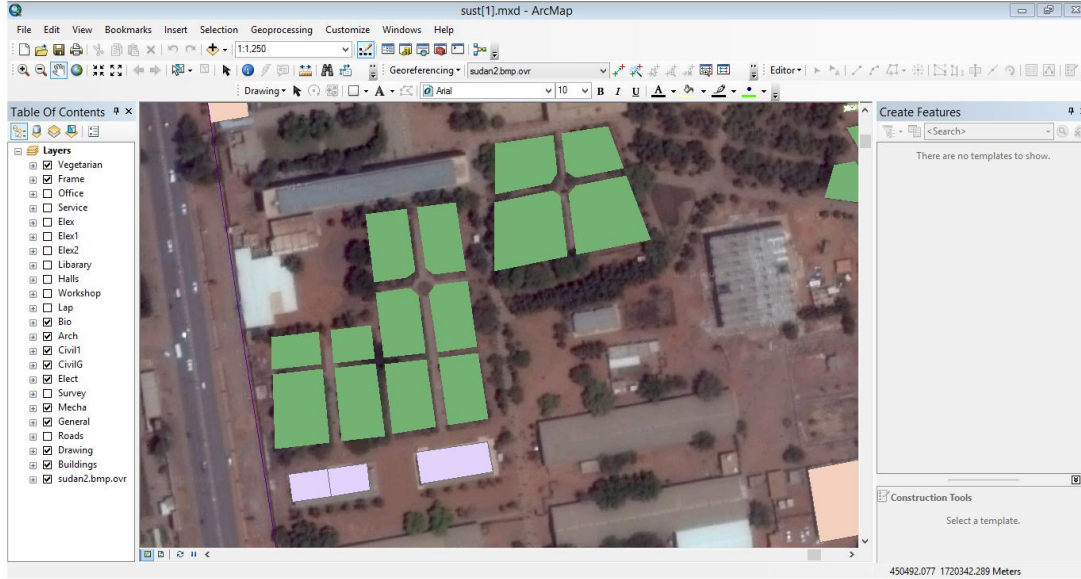 sust[1].mxd - ArcMap
File Edit View Bookmarks Insert Selection Geoprocessing Customize Windows Help
1:1,250
Georeferencing sudan2.bmp.ovr Editor
Drawing A Arial 10 B I U A
Table Of Contents
Create Features
<Search>
There are no templates to show.
Layers
Vegetarian
Frame
Office
Service
Elex
Elex1
Elex2
Libarary
Halls
Workshop
Lap
Bio
Arch
Civil1
CivilG
Elect
Survey
Mecha
General
Roads
Drawing
Buildings
sudan2.bmp.ovr
Construction Tools
Select a template.
450492.077 1720342.289 Meters